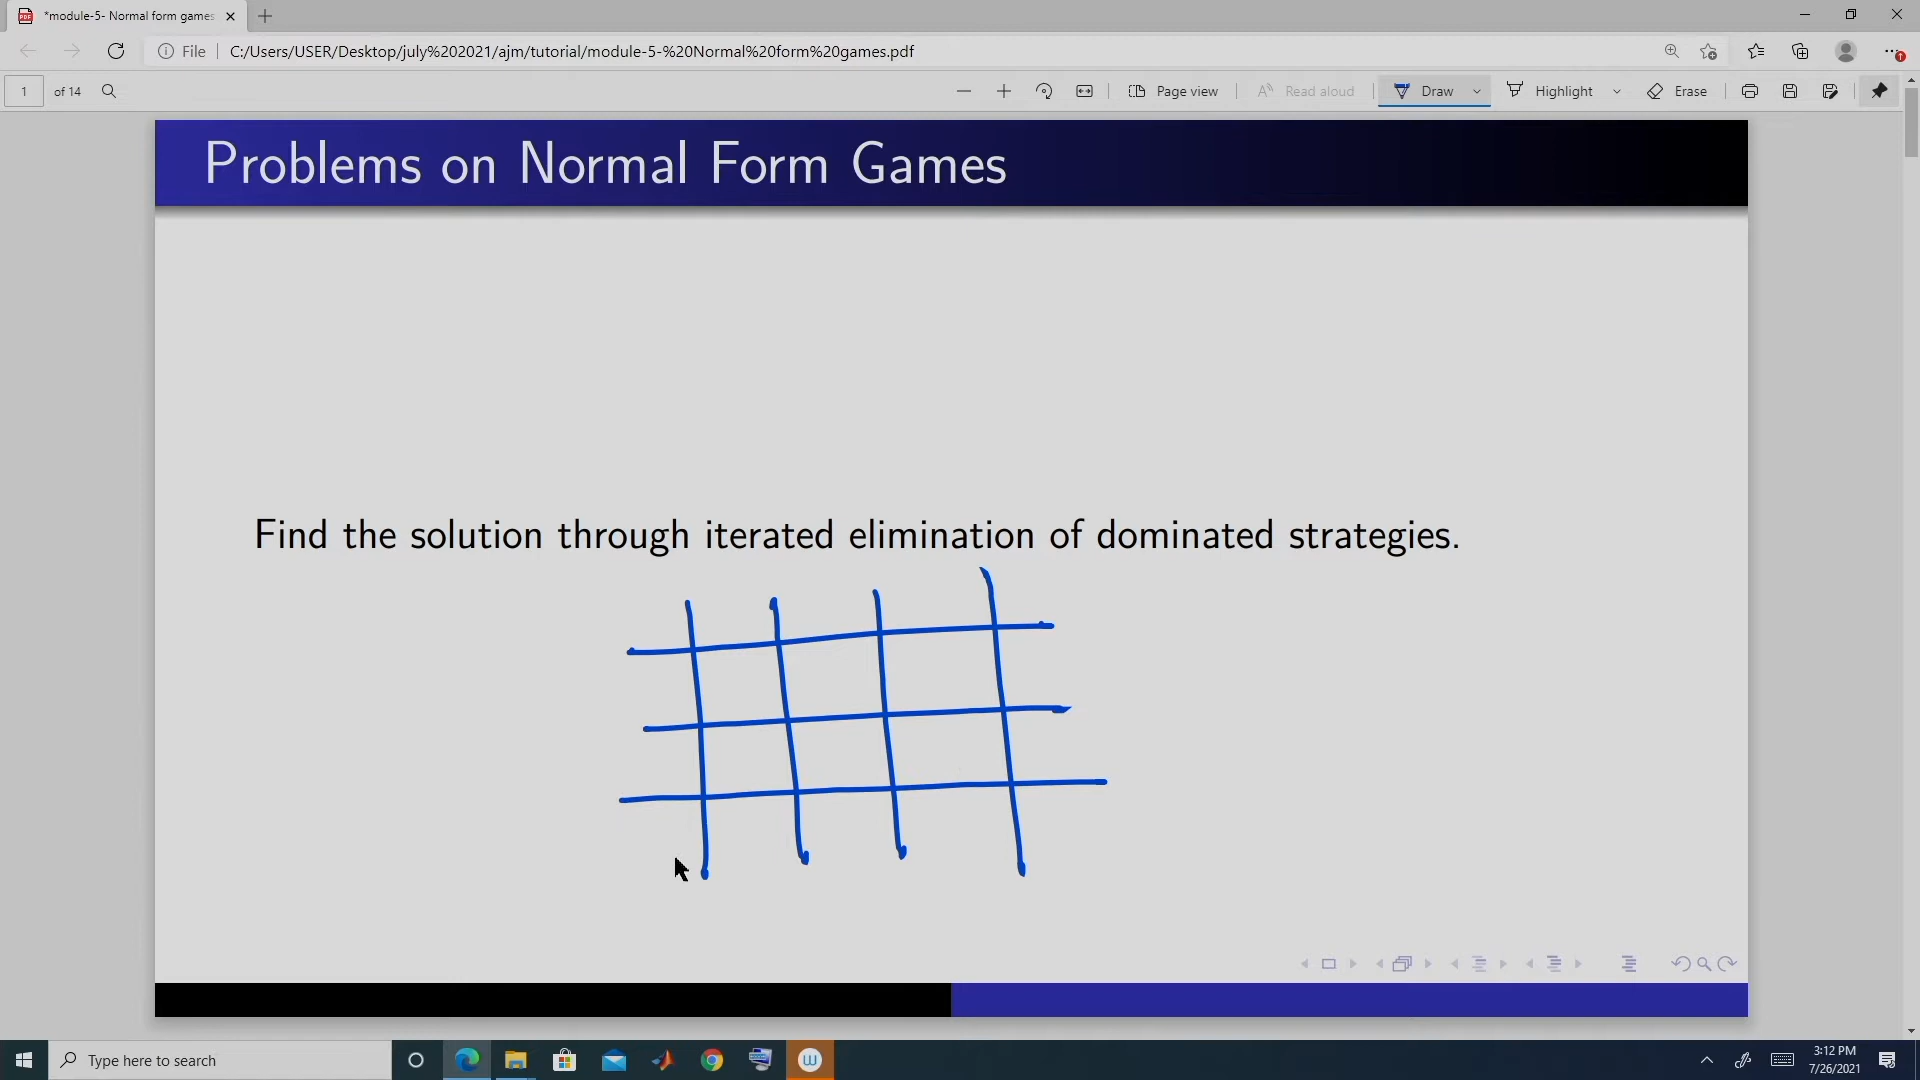 *module-5- Normal form games
File
C:/Users/USER/Desktop/july%202021/ajm/tutorial/module-5-%20Normal%20form%20games.pdf
1 of 14
Page view
Read aloud
Draw
Highlight
Erase
Problems on Normal Form Games
Find the solution through iterated elimination of dominated strategies.
Type here to search
3:12 PM
7/26/2021